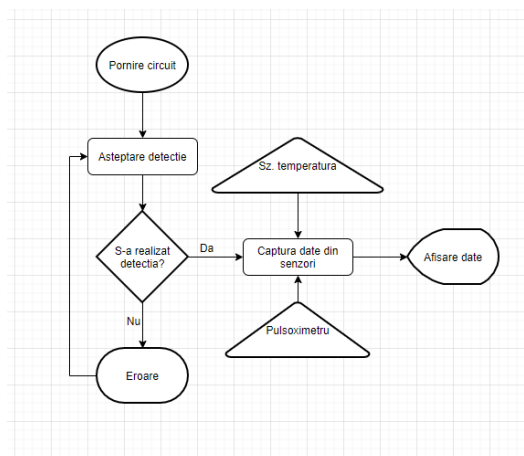 Pornire circuit
Asteptare detectie
Sz. temperatura
S-a realizat
detectia?
Da
Captura date din
senzori
Afisare date
Nu
Pulsoximetru
Eroare